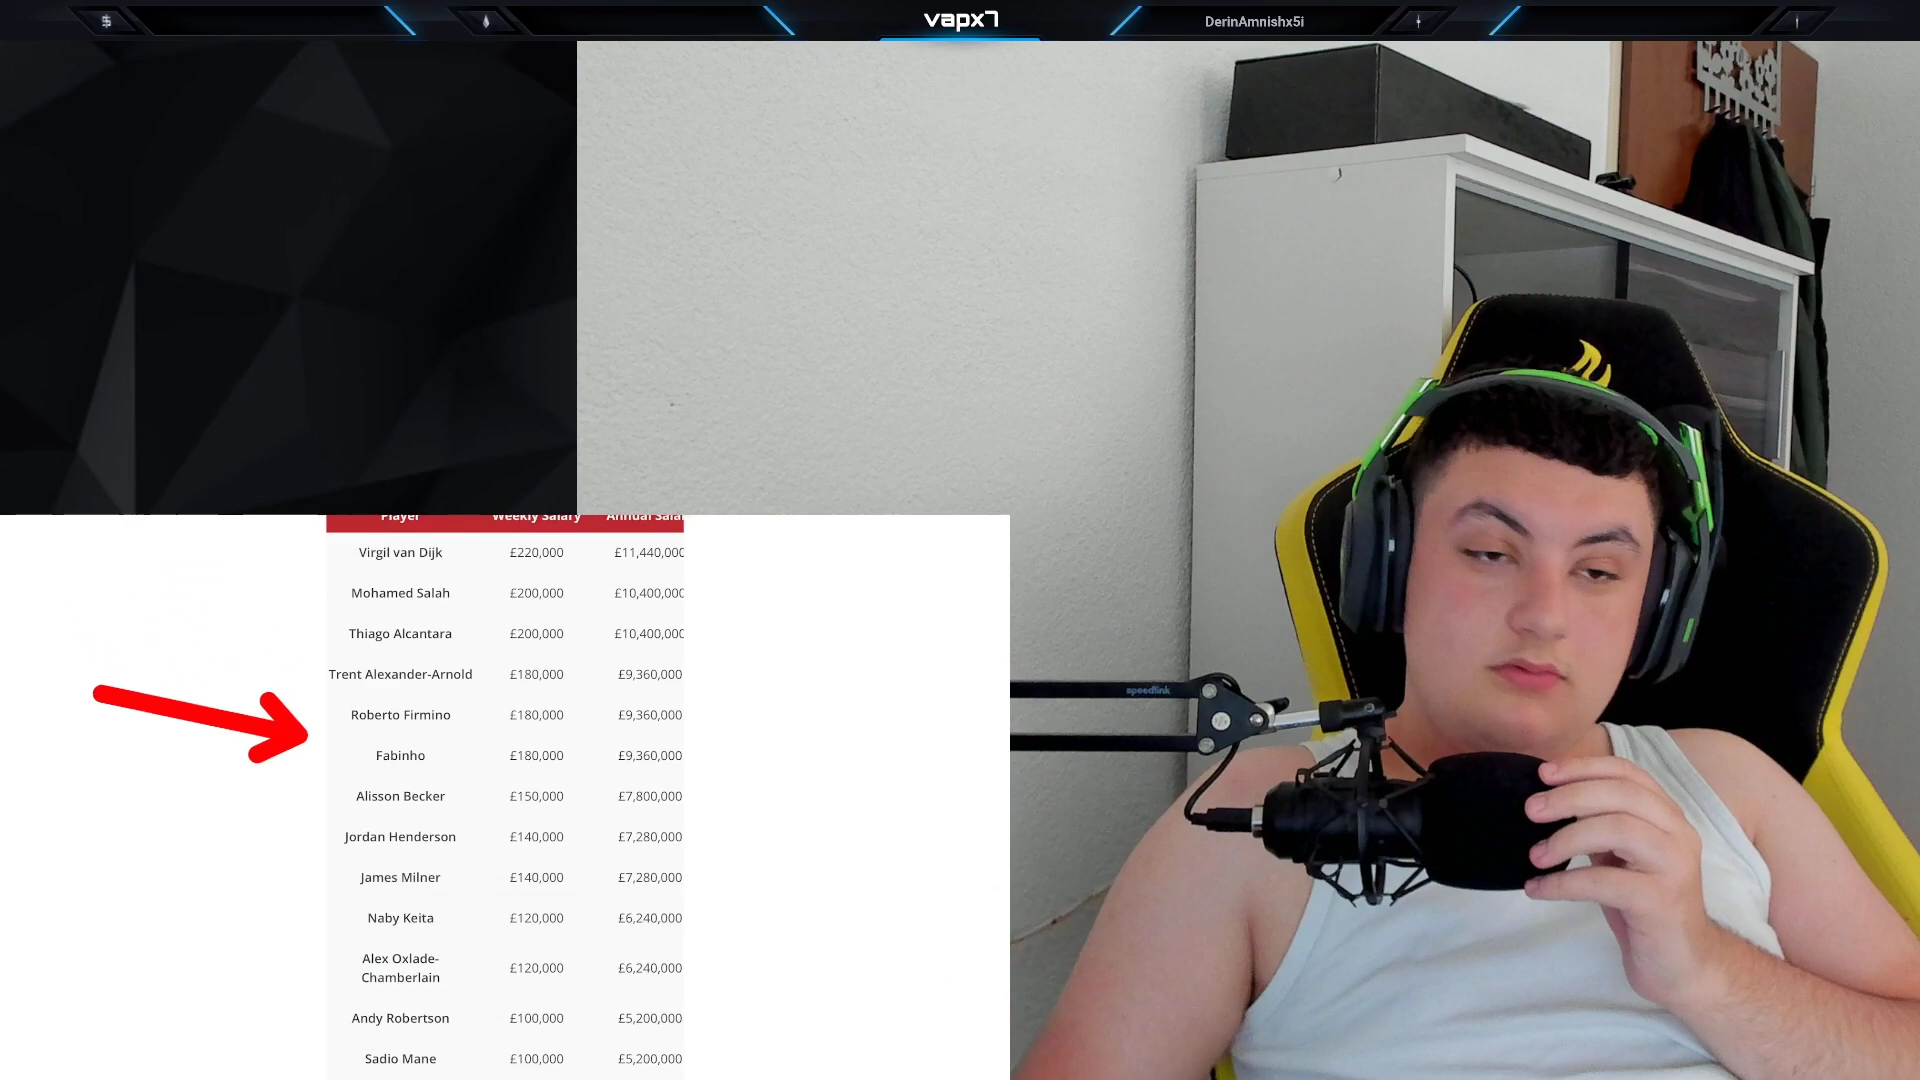 vapx7
DerinAmnishx5i
Player Weekly Salary Annual
Virgil van Dijk £220,000 £11,440,000
Mohamed Salah £200,000 £10,400,000
Thiago Alcantara £200,000 £10,400,000
Trent Alexander-Arnold £180,000 £9,360,000
Roberto Firmino £180,000 £9,360,000
Fabinho £180,000 £9,360,000
Alisson Becker £150,000 £7,800,000
Jordan Henderson £140,000 £7,280,000
James Milner £140,000 £7,280,000
Naby Keita £120,000 £6,240,000
Alex Oxlade-
Chamberlain £120,000 £6,240,000
Andy Robertson £100,000 £5,200,000
Sadio Mane £100,000 £5,200,000
speedlink